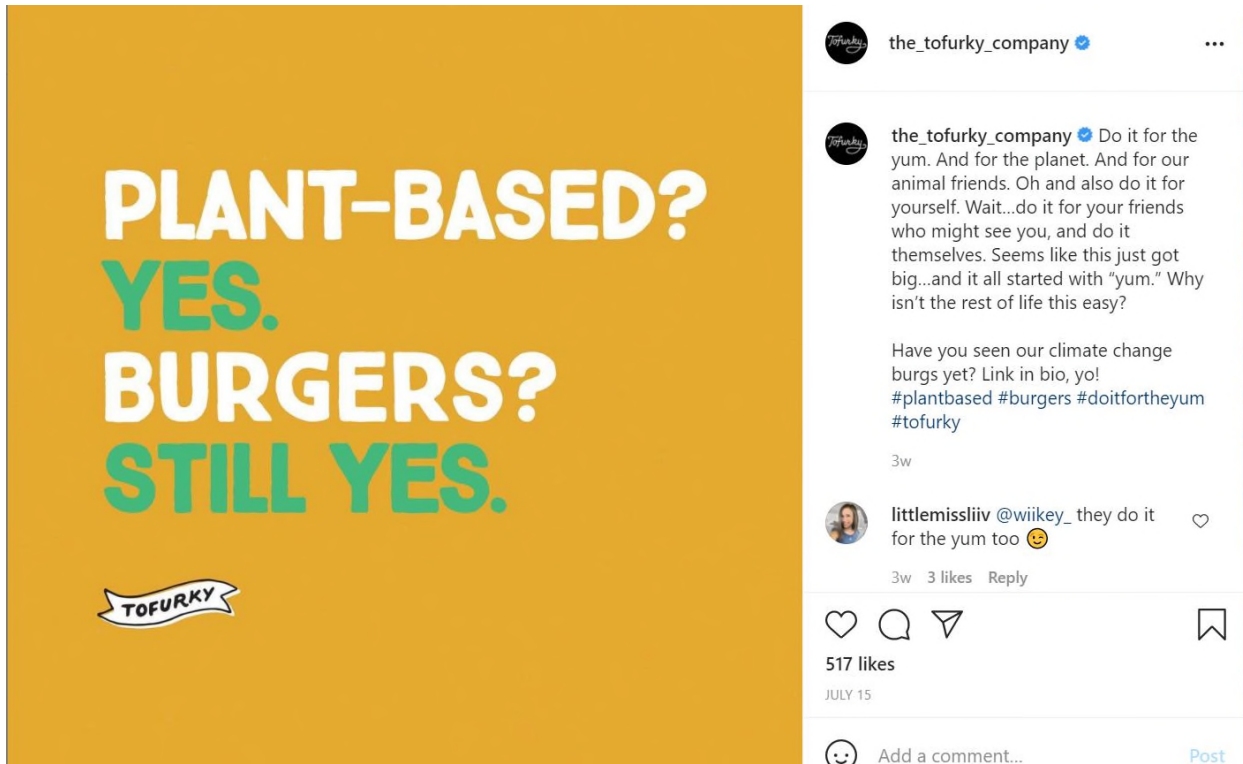 PLANT-BASED?
YES.
BURGERS?
STILL YES.
TOFURKY
Tofurky
the_tofurky_company
Tofurky
the_tofurky_company Do it for the
yum. And for the planet. And for our
animal friends. Oh and also do it for
yourself. Wait...do it for your friends
who might see you, and do it
themselves. Seems like this just got
big...and it all started with “yum.” Why
isn’t the rest of life this easy?
Have you seen our climate change
burgs yet? Link in bio, yo!
#plantbased #burgers #doitfortheyum
#tofurky
3w
littlemissliiv @wiikey_ they do it
for the yum too 😉
3w 3 likes Reply
517 likes
JULY 15
Add a comment... Post